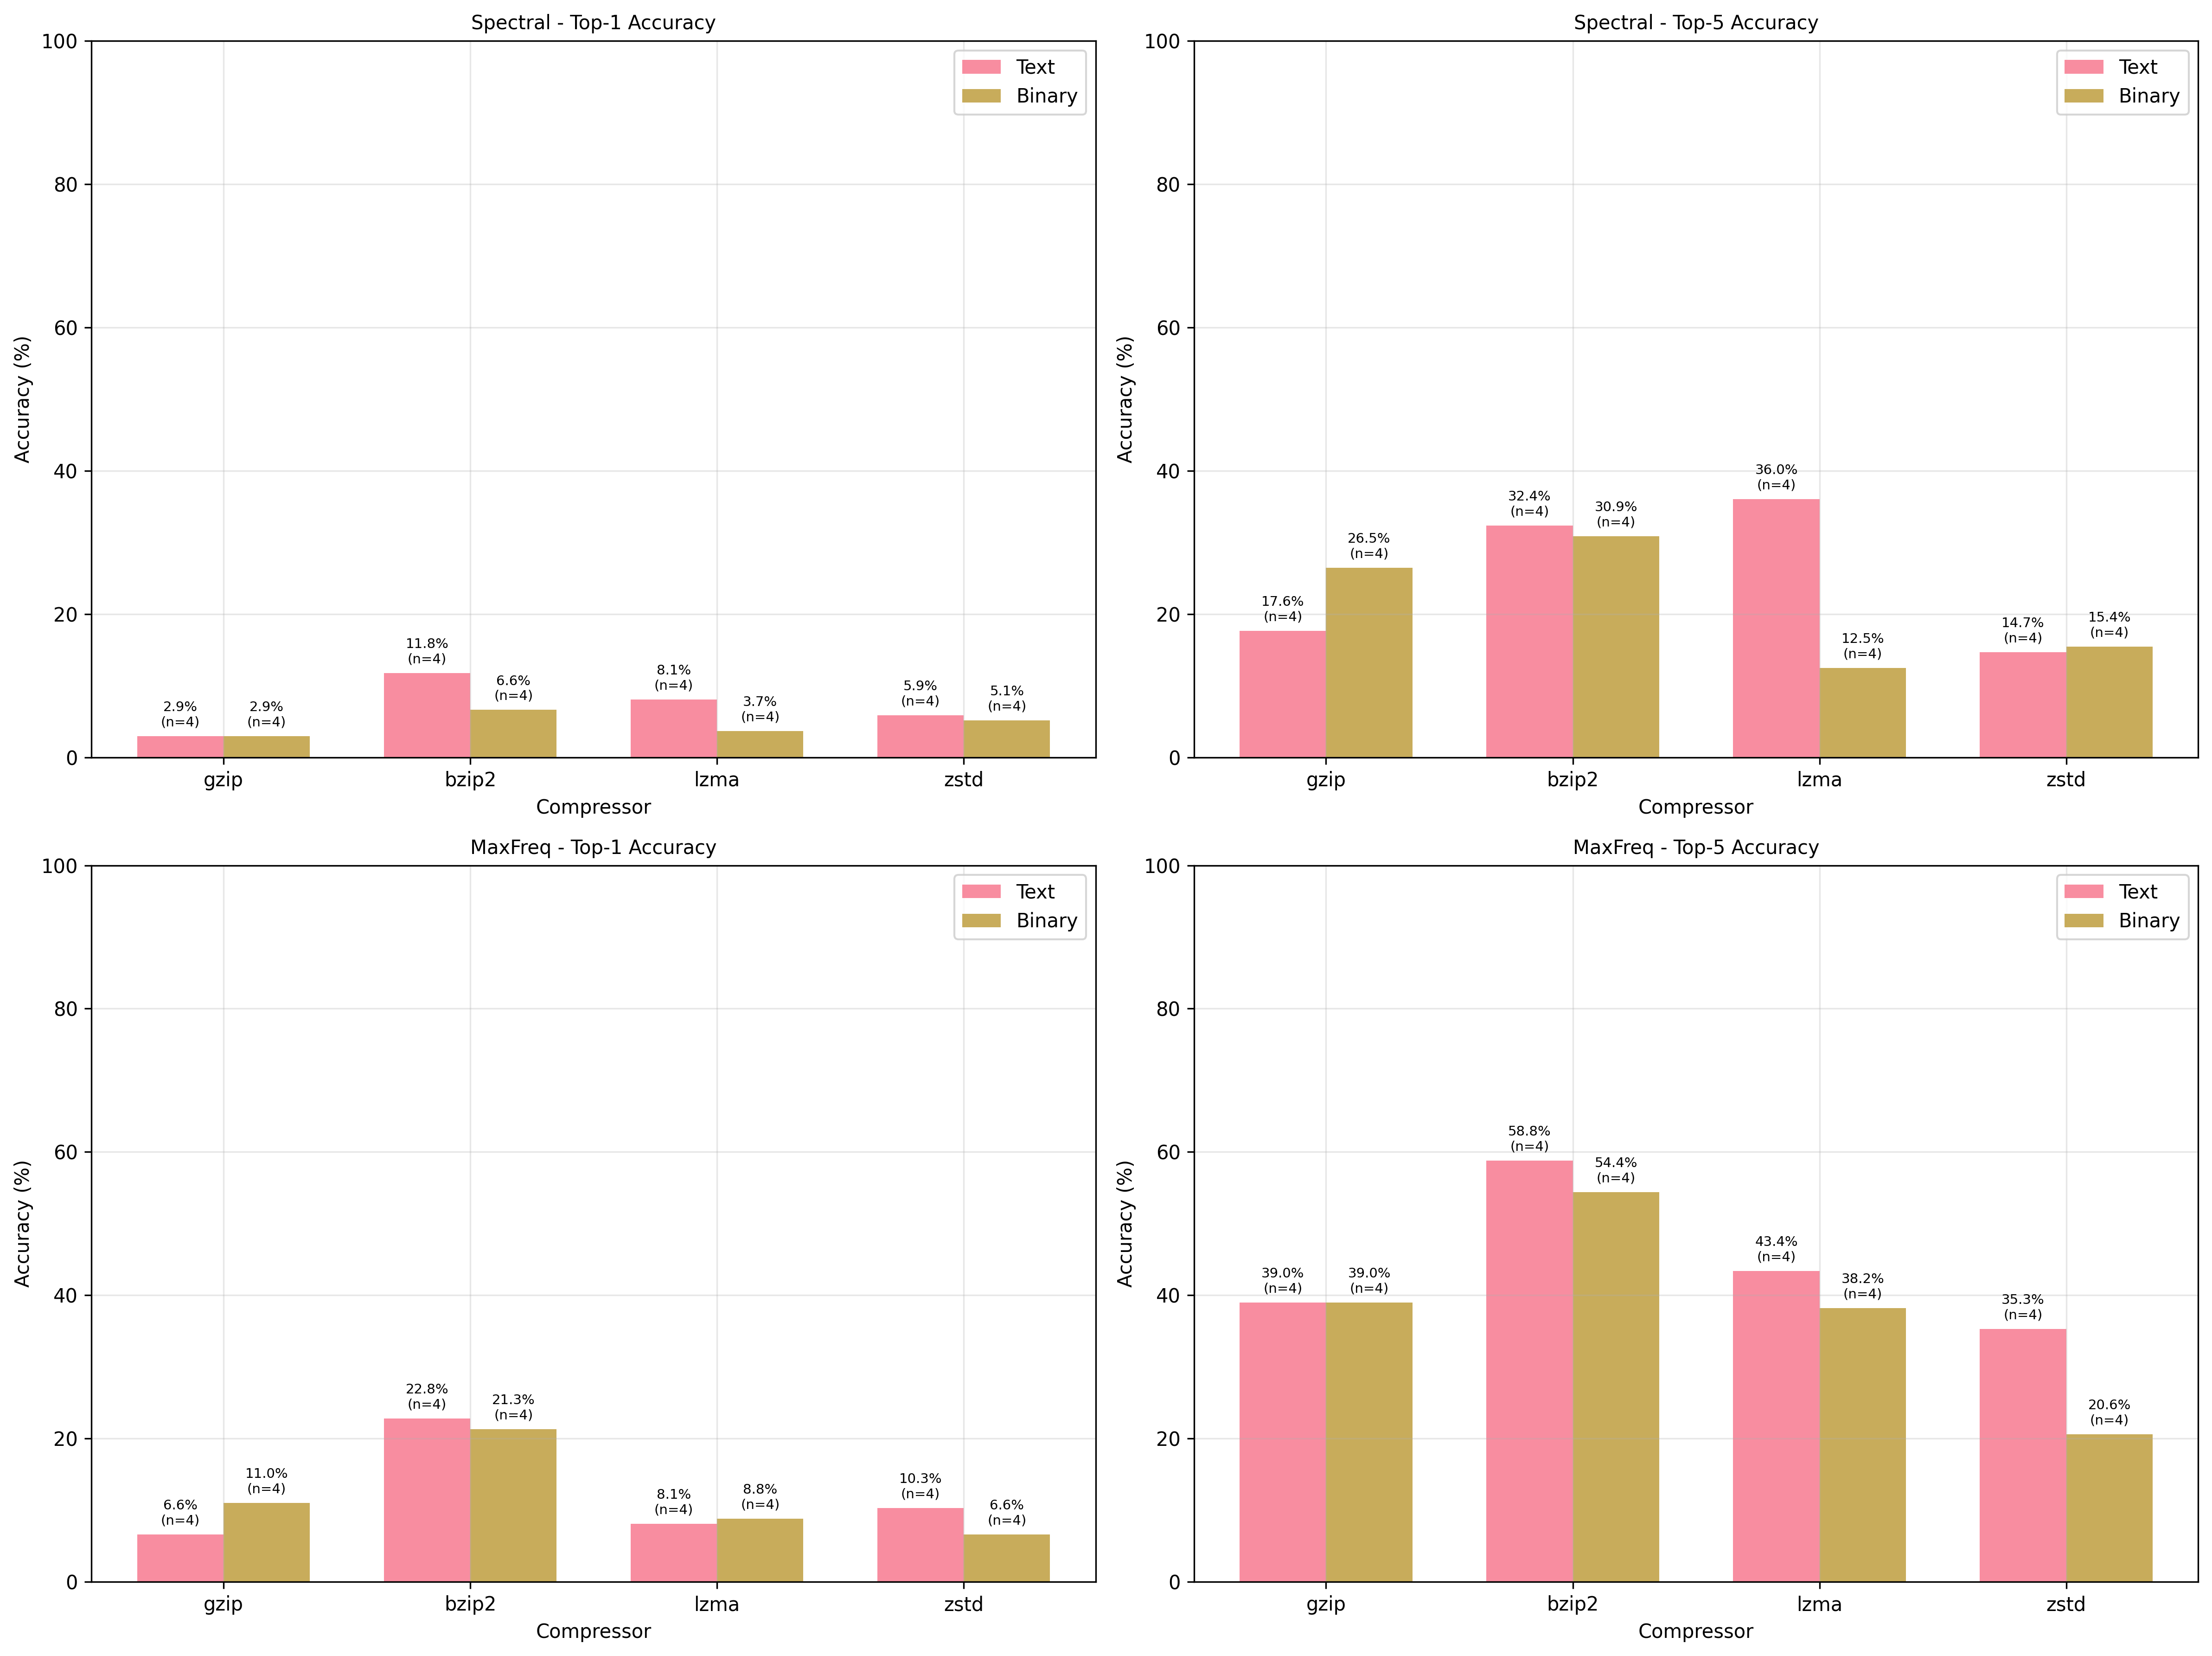 Spectral - Top-1 Accuracy
100
80
60
40
20
0
Accuracy (%)
Text
Binary
2.9%
(n=4)
2.9%
(n=4)
11.8%
(n=4)
6.6%
(n=4)
8.1%
(n=4)
3.7%
(n=4)
5.9%
(n=4)
5.1%
(n=4)
gzip
bzip2
lzma
zstd
Compressor
Spectral - Top-5 Accuracy
100
80
60
40
20
0
Accuracy (%)
Text
Binary
17.6%
(n=4)
26.5%
(n=4)
32.4%
(n=4)
30.9%
(n=4)
36.0%
(n=4)
12.5%
(n=4)
14.7%
(n=4)
15.4%
(n=4)
gzip
bzip2
lzma
zstd
Compressor
MaxFreq - Top-1 Accuracy
100
80
60
40
20
0
Accuracy (%)
Text
Binary
6.6%
(n=4)
11.0%
(n=4)
22.8%
(n=4)
21.3%
(n=4)
8.1%
(n=4)
8.8%
(n=4)
10.3%
(n=4)
6.6%
(n=4)
gzip
bzip2
lzma
zstd
Compressor
MaxFreq - Top-5 Accuracy
100
80
60
40
20
0
Accuracy (%)
Text
Binary
39.0%
(n=4)
39.0%
(n=4)
58.8%
(n=4)
54.4%
(n=4)
43.4%
(n=4)
38.2%
(n=4)
35.3%
(n=4)
20.6%
(n=4)
gzip
bzip2
lzma
zstd
Compressor